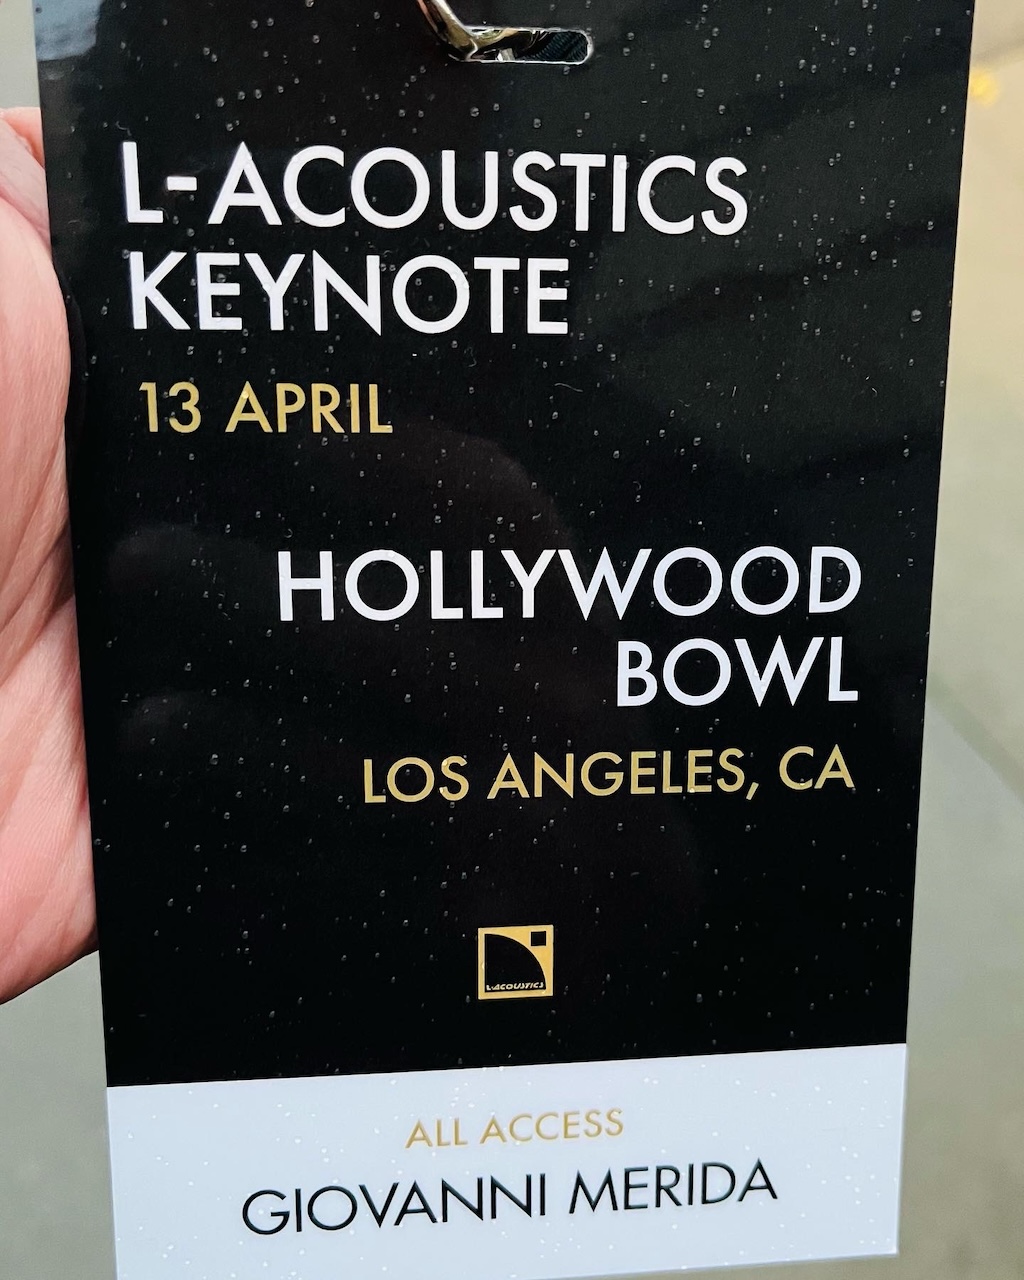 L-ACOUSTICS
KEYNOTE
13 APRIL
HOLLYWOOD
BOWL
LOS ANGELES, CA
L-ACOUSTICS
ALL ACCESS
GIOVANNI MERIDA